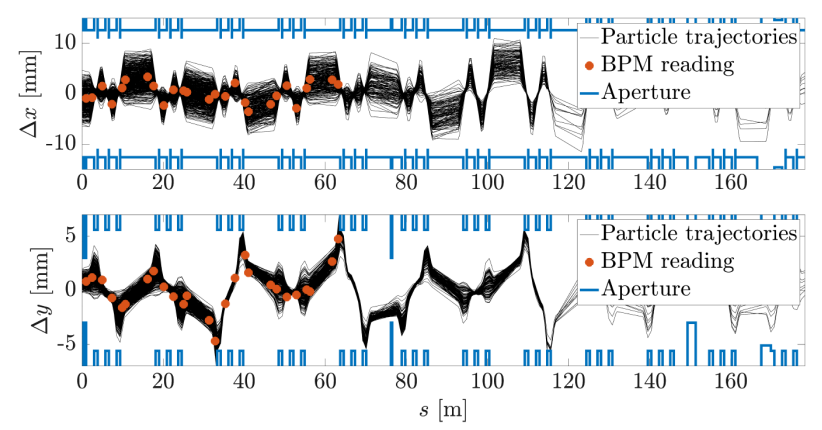 10
0
-10
Δx [mm]
Particle trajectories
BPM reading
Aperture
0 20 40 60 80 100 120 140 160
5
0
-5
Δy [mm]
Particle trajectories
BPM reading
Aperture
0 20 40 60 80 100 120 140 160
s [m]